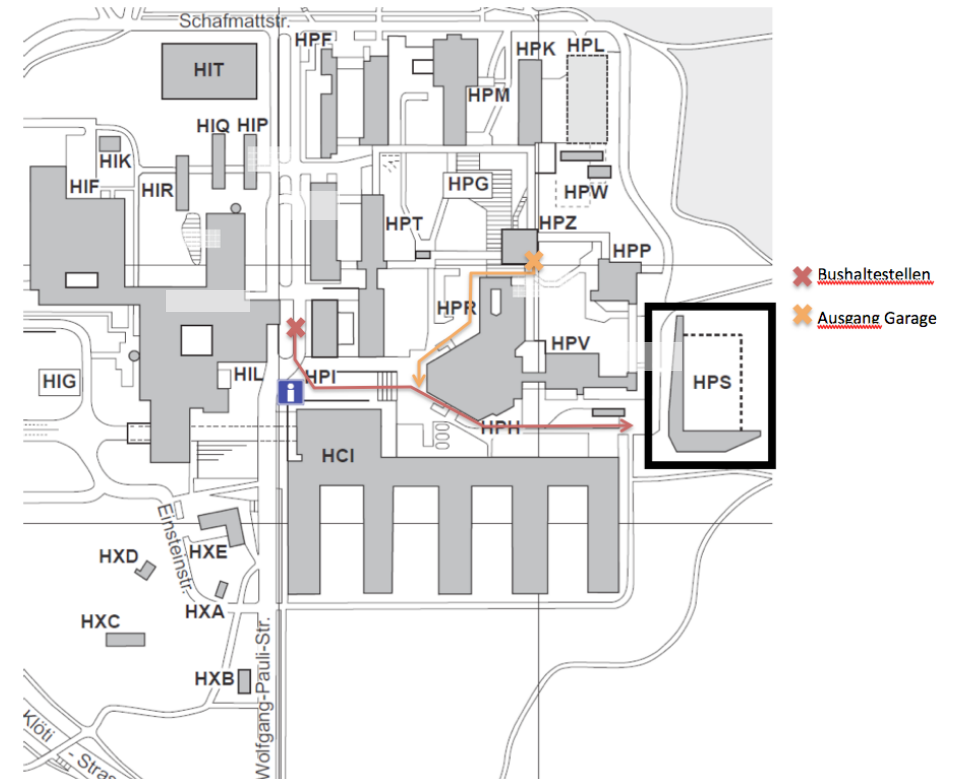 Schafmattstr.
HPF
HPK
HPL
HIT
HPM
HIQ
HIP
HIK
HIF
HIR
HPG
HPW
HPT
HPZ
HPP
HPR
Bushaltestellen
Ausgang Garage
HPV
HIG
HIL
HPI
i
HPS
HPH
HCI
Einsteinstr.
HXE
HXD
HXA
HXC
HXB
Wolfgang-Pauli-Str.
Klöti
- Stras